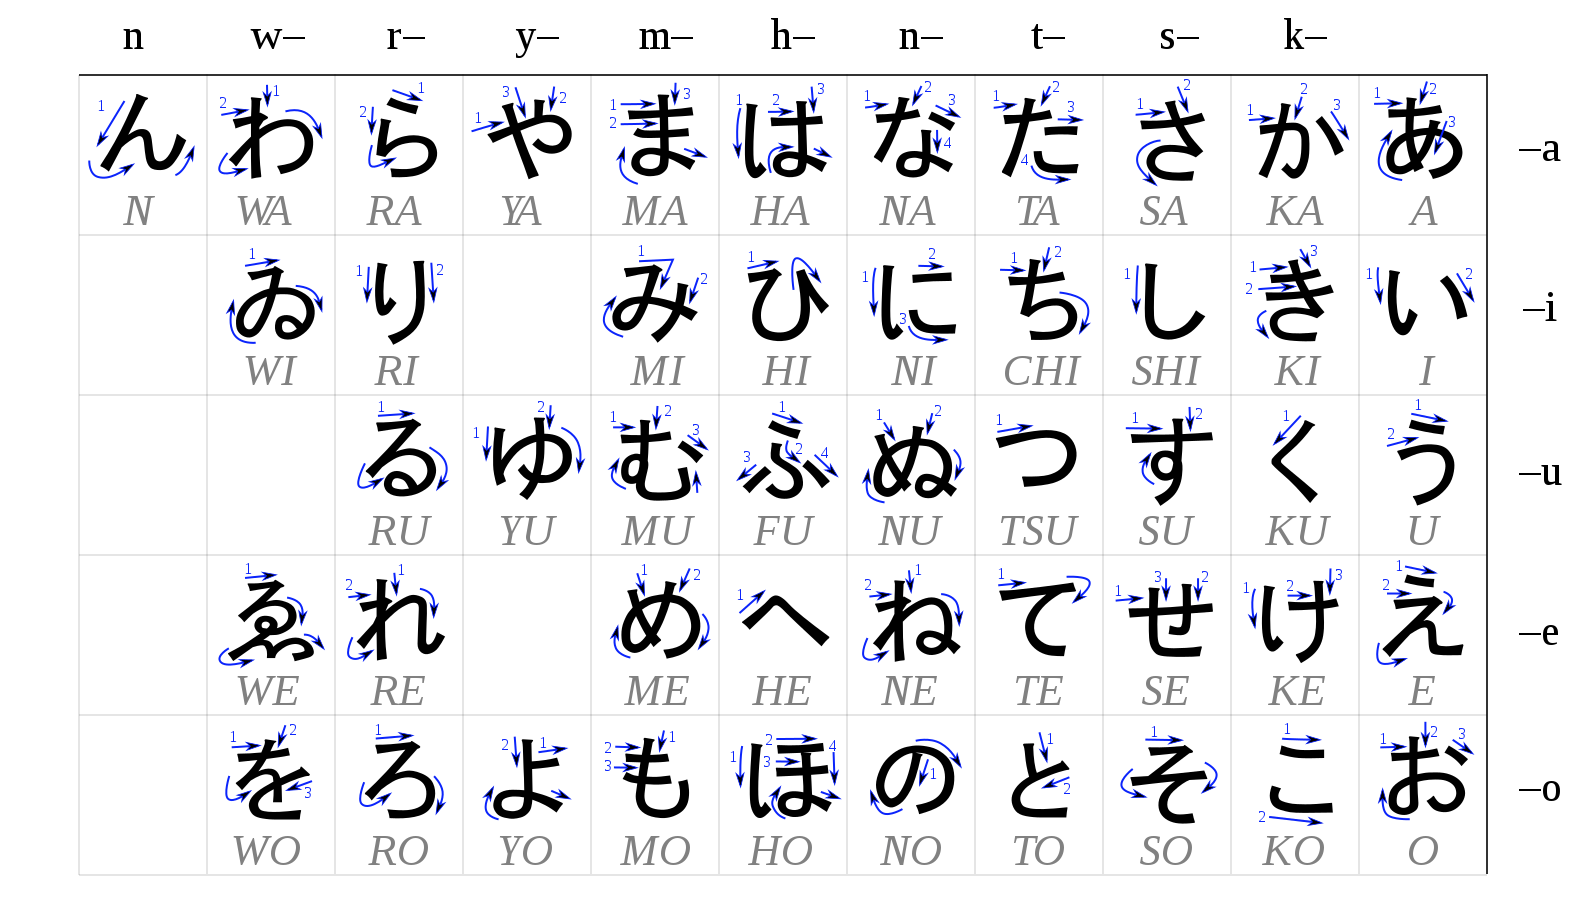 n w– r– y– m– h– n– t– s– k–
ん わ ら や ま は な た さ か あ –a
N WA RA YA MA HA NA TA SA KA A
ゐ り み ひ に ち し き い –i
WI RI MI HI NI CHI SHI KI I
る ゆ む ふ ぬ つ す く う –u
RU YU MU FU NU TSU SU KU U
ゑ れ め へ ね て せ け え –e
WE RE ME HE NE TE SE KE E
を ろ よ も ほ の と そ こ お –o
WO RO YO MO HO NO TO SO KO O